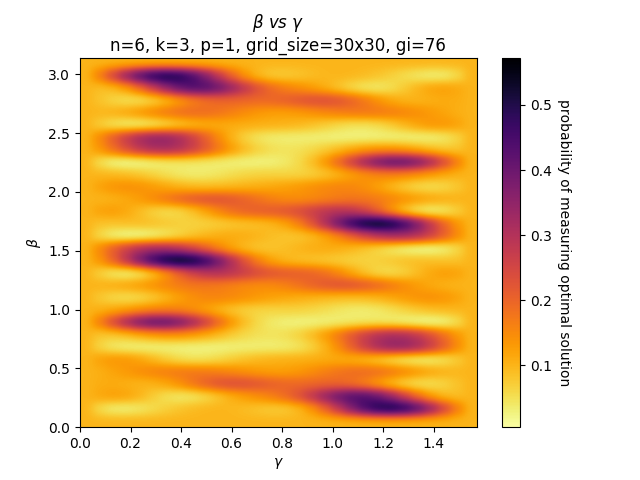 β vs γ
n=6, k=3, p=1, grid_size=30x30, gi=76
β
3.0
2.5
2.0
1.5
1.0
0.5
0.0
0.0 0.2 0.4 0.6 0.8 1.0 1.2 1.4
γ
0.5
0.4
0.3
0.2
0.1
probability of measuring optimal solution